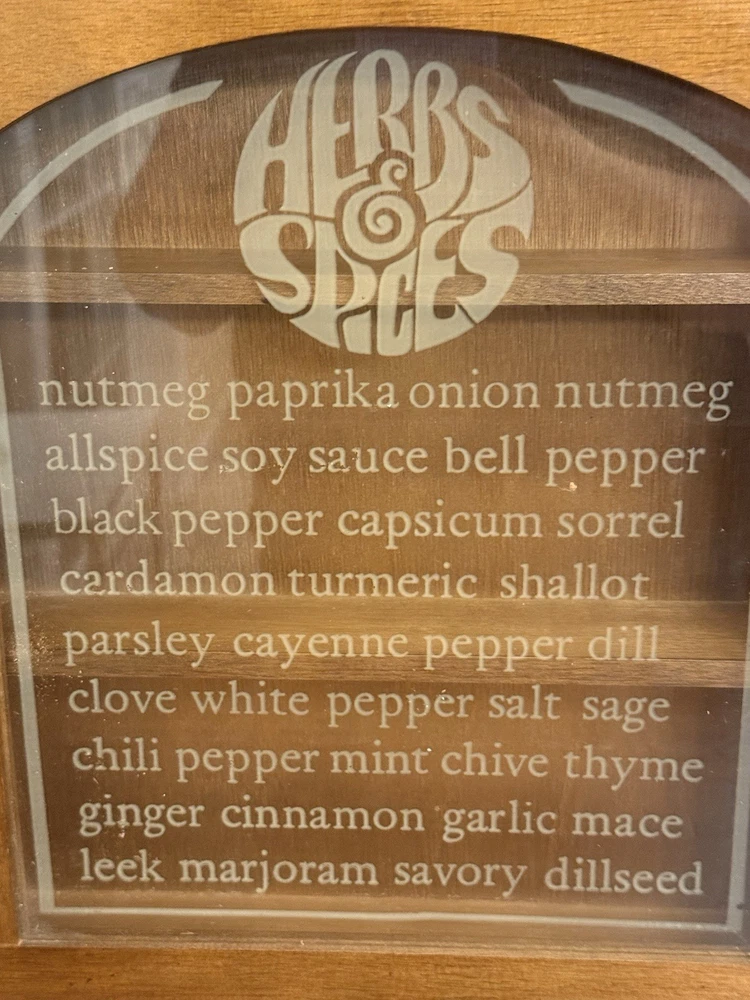 HERBS
&
SPICES
nutmeg paprika onion nutmeg
allspice soy sauce bell pepper
black pepper capsicum sorrel
cardamon turmeric shallot
parsley cayenne pepper dill
clove white pepper salt sage
chili pepper mint chive thyme
ginger cinnamon garlic mace
leek marjoram savory dillseed